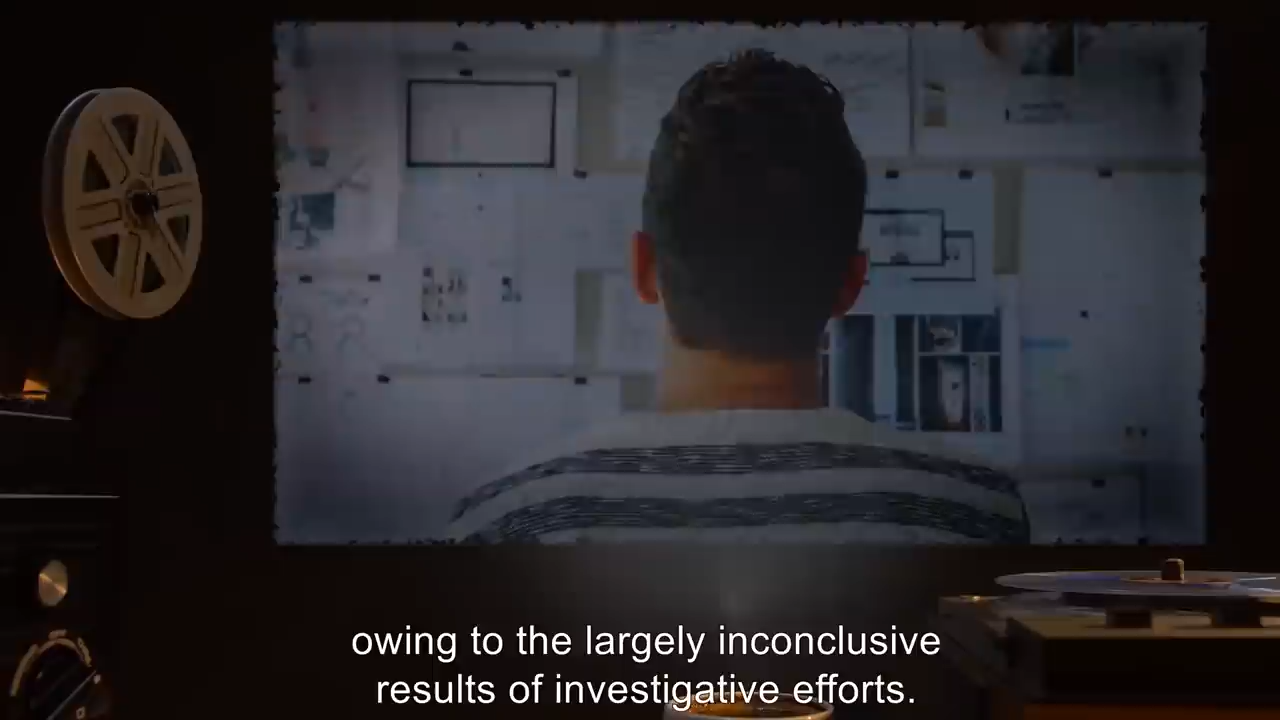 owing to the largely inconclusive
results of investigative efforts.